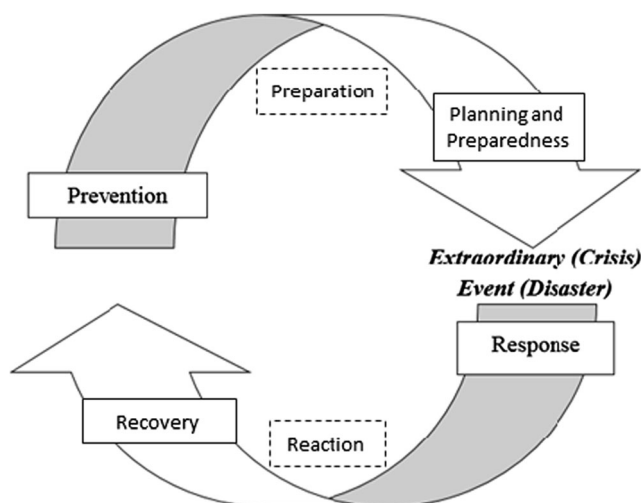 Preparation
Planning and
Preparedness
Prevention
Extraordinary (Crisis)
Event (Disaster)
Response
Recovery
Reaction